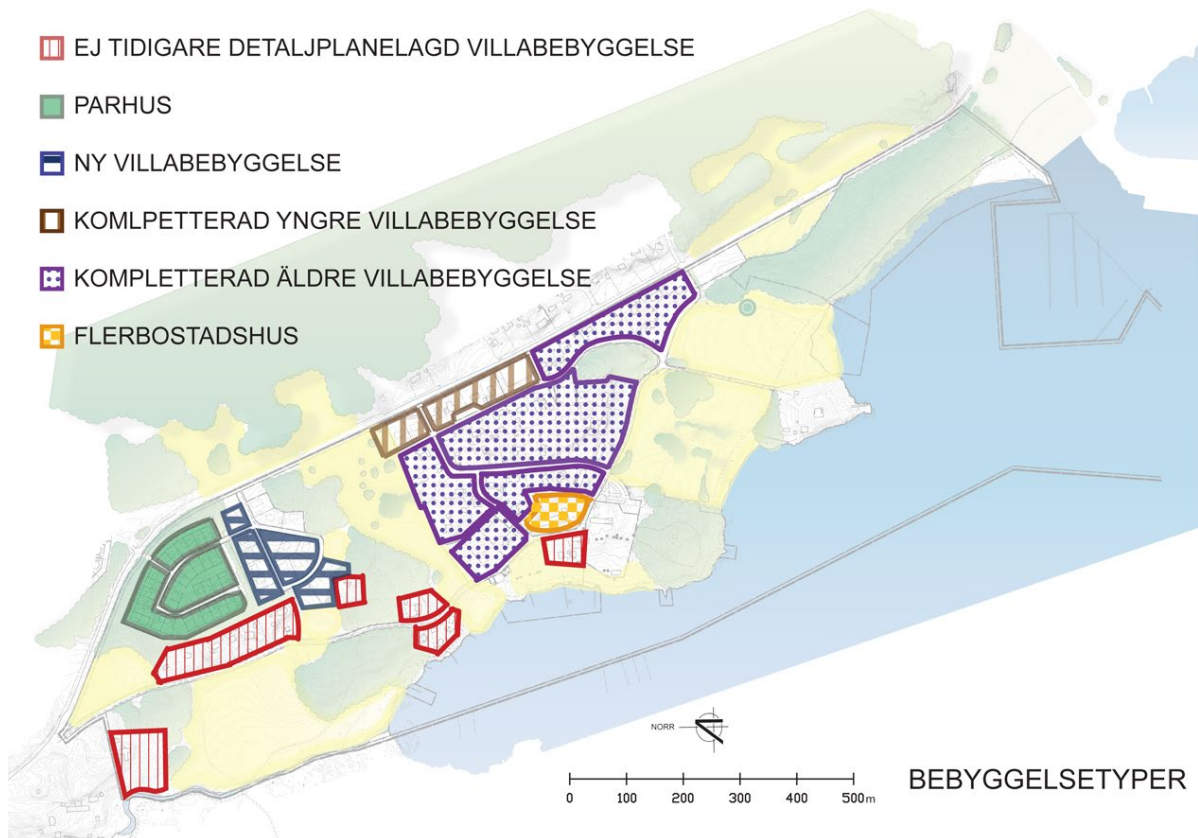 EJ TIDIGARE DETALJPLANELAGD VILLABEBYGGELSE
PARHUS
NY VILLABEBYGGELSE
KOMLPETTERAD YNGRE VILLABEBYGGELSE
KOMPLETTERAD ÄLDRE VILLABEBYGGELSE
FLERBOSTADSHUS
NORR
0 100 200 300 400 500m
BEBYGGELSETYPER